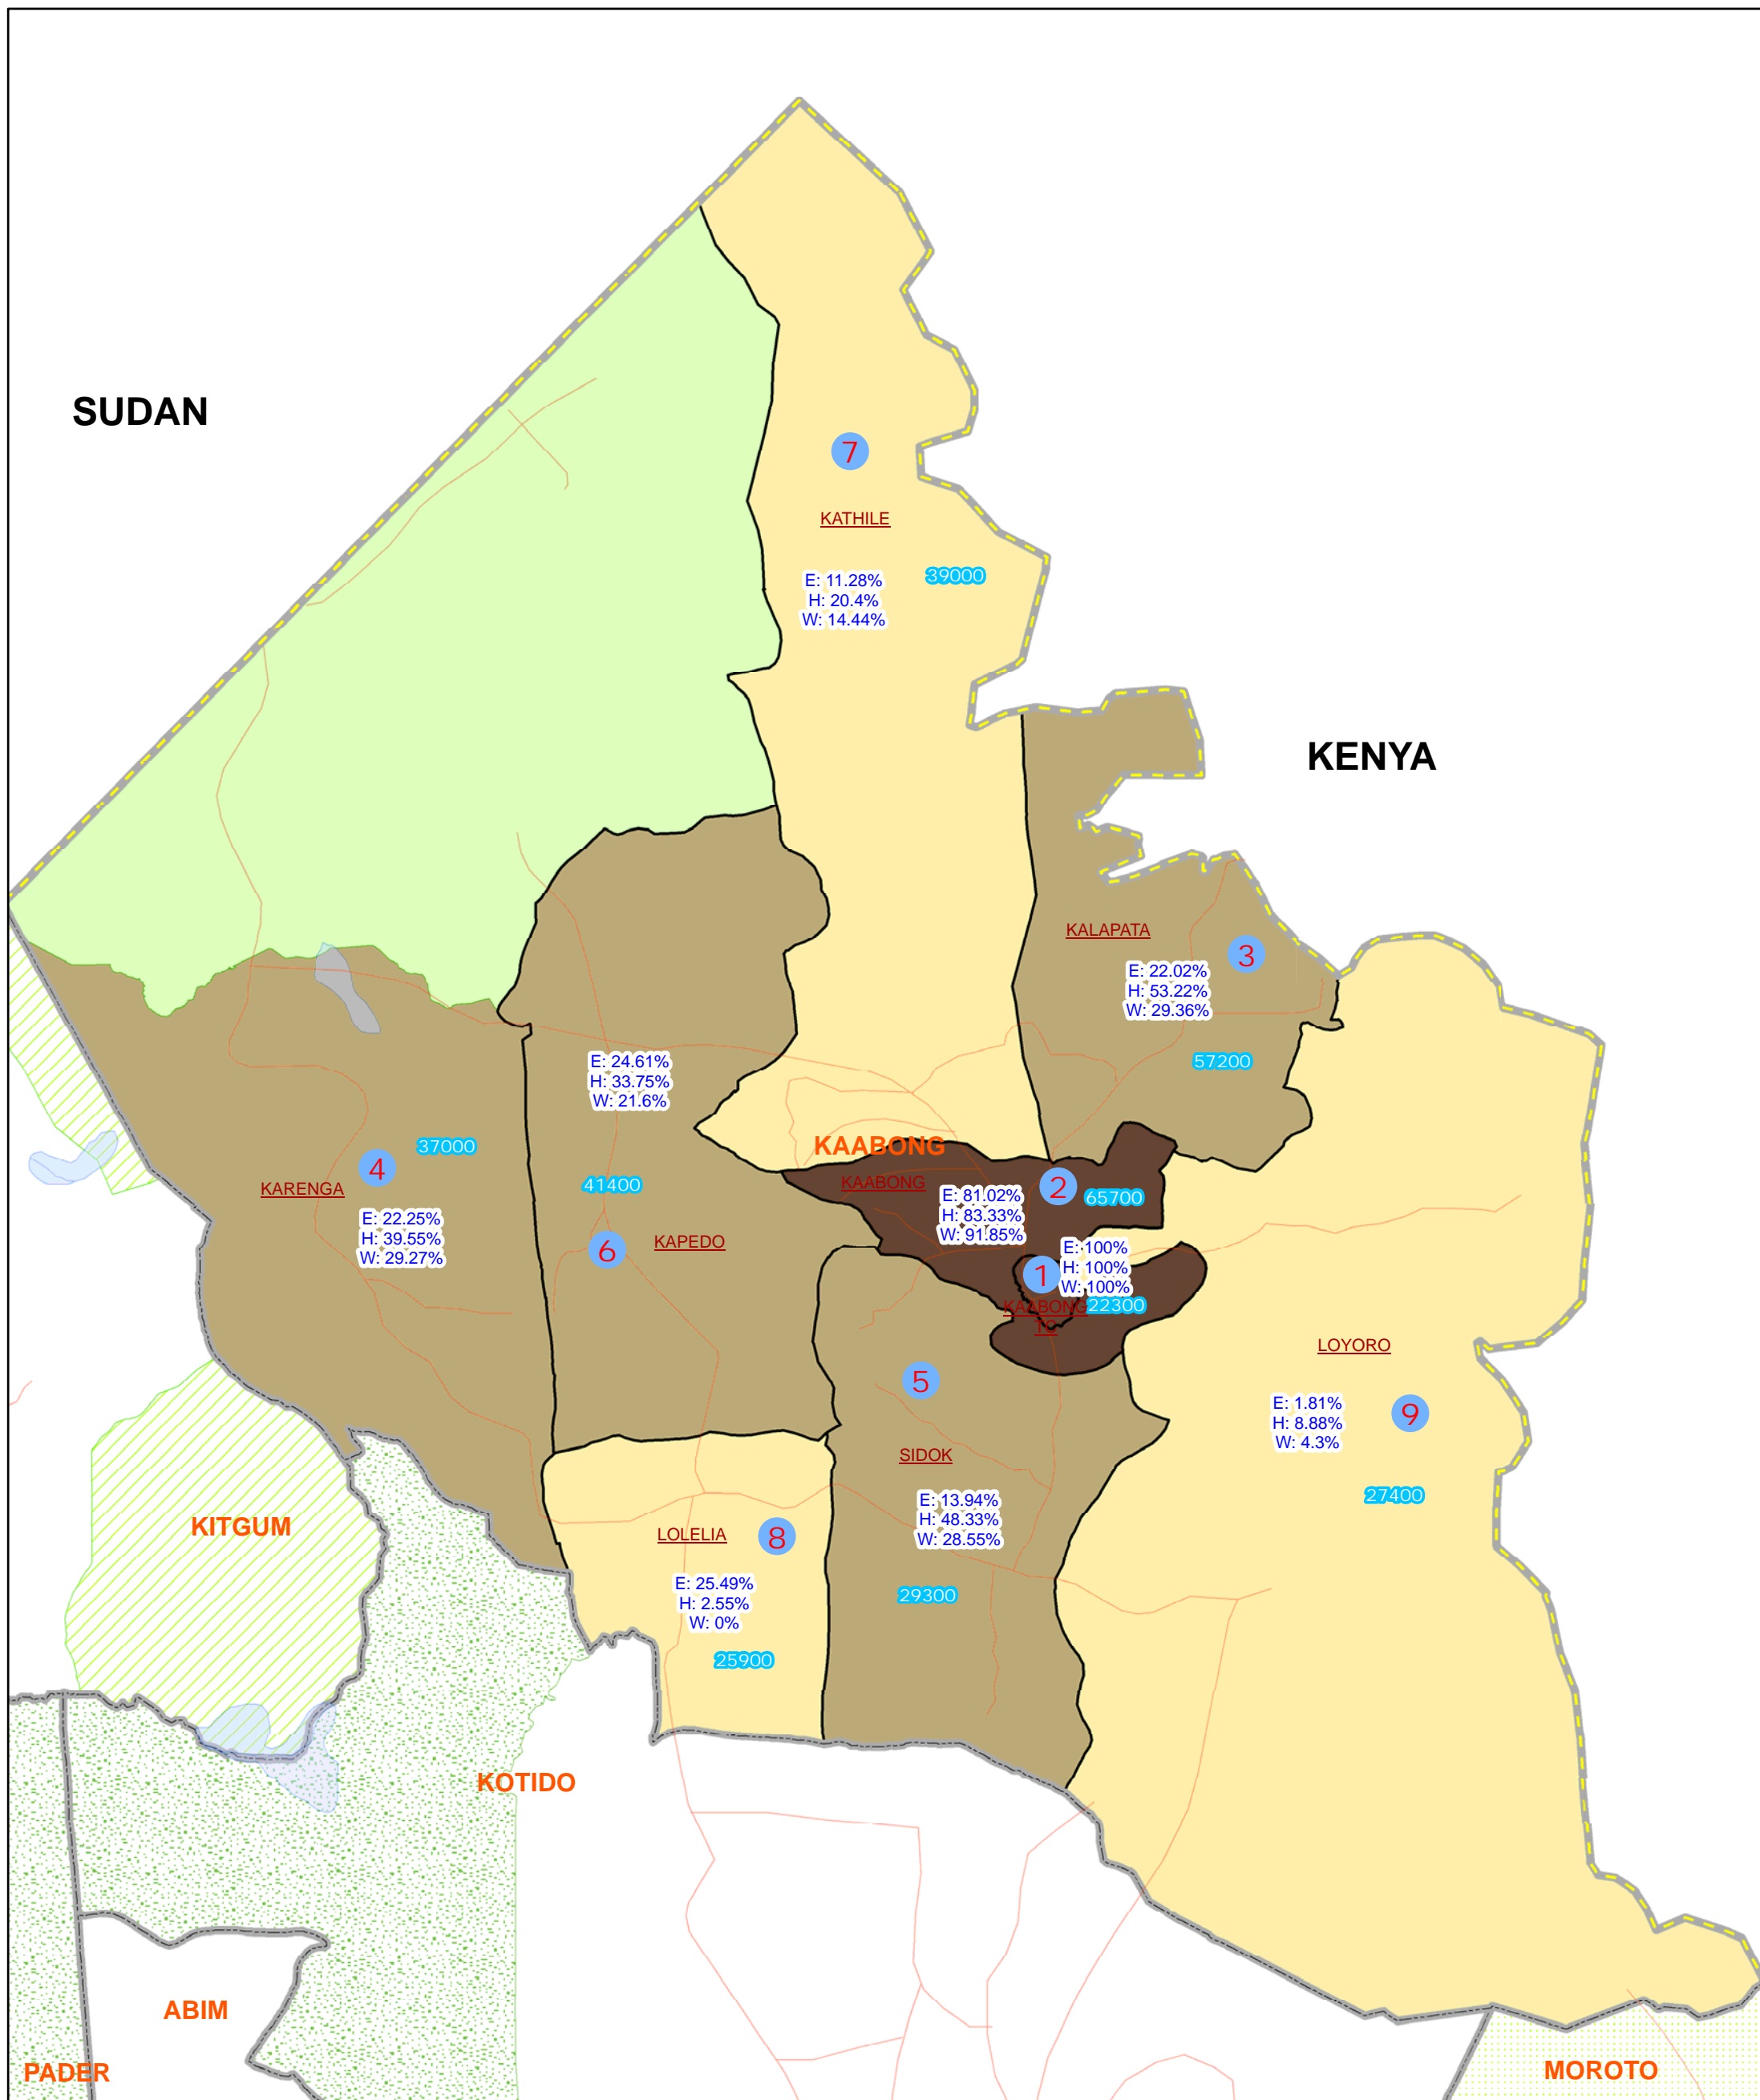 SUDAN
7
KATHILE
39000
E: 11.28%
H: 20.4%
W: 14.44%
KENYA
KALAPATA
3
E: 22.02%
H: 53.22%
W: 29.36%
57200
E: 24.61%
H: 33.75%
W: 21.6%
41400
6
KAPEDO
37000
4
KARENGA
E: 22.25%
H: 39.55%
W: 29.27%
KAABONG
KAABONG
2
65700
E: 81.02%
H: 83.33%
W: 91.85%
1
E: 100%
H: 100%
W: 100%
22300
KAABONG
TC
LOYORO
E: 1.81%
H: 8.88%
W: 4.3%
9
27400
5
SIDOK
E: 13.94%
H: 48.33%
W: 28.55%
29300
LOLELIA
8
E: 25.49%
H: 2.55%
W: 0%
25900
KITGUM
KOTIDO
ABIM
PADER
MOROTO